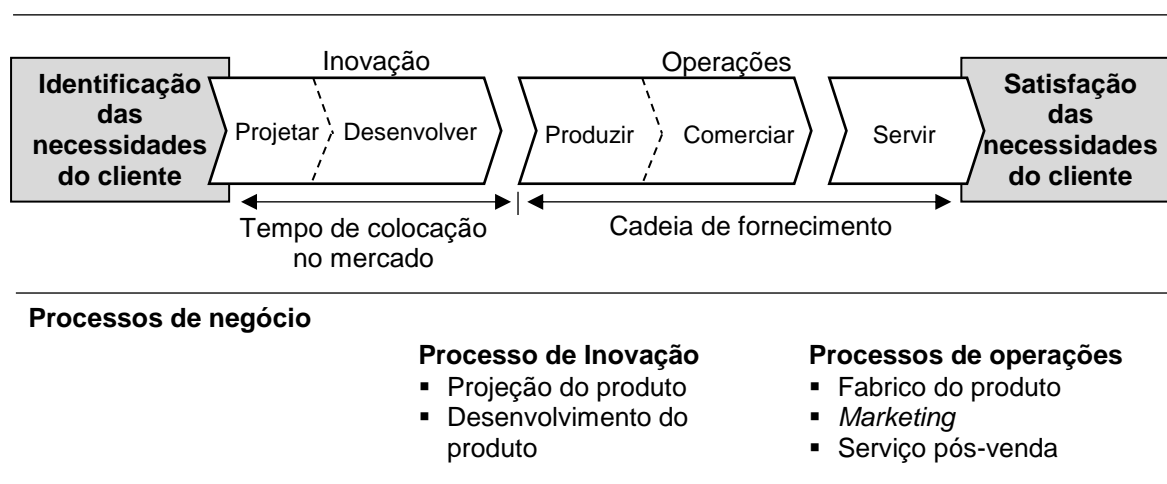 Inovação
Operações
Identificação
das
necessidades
do cliente
Projetar
Desenvolver
Produzir
Comerciar
Servir
Satisfação
das
necessidades
do cliente
Tempo de colocação
no mercado
Cadeia de fornecimento
Processos de negócio
Processo de Inovação
▪ Projeção do produto
▪ Desenvolvimento do
produto
Processos de operações
▪ Fabrico do produto
▪ Marketing
▪ Serviço pós-venda